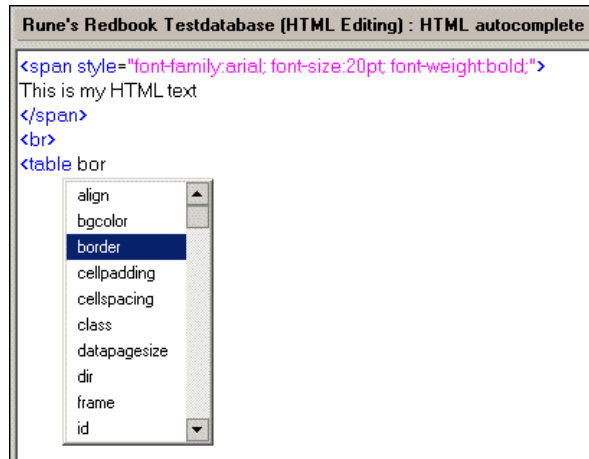 Rune's Redbook Testdatabase (HTML Editing) : HTML autocomplete
<span style="font-family:arial; font-size:20pt; font-weight:bold;">
This is my HTML text
</span>
<br>
<table bor
align
bgcolor
border
cellpadding
cellspacing
class
datapagesize
dir
frame
id